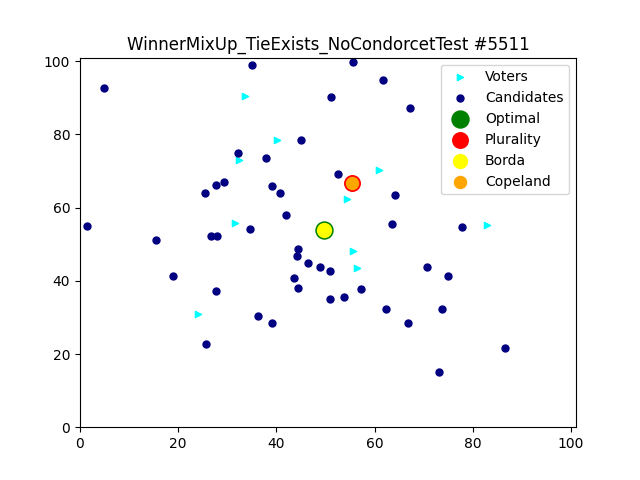 WinnerMixUp_TieExists_NoCondorcetTest #5511
Voters
Candidates
Optimal
Plurality
Borda
Copeland
100
80
60
40
20
0
0 20 40 60 80 100